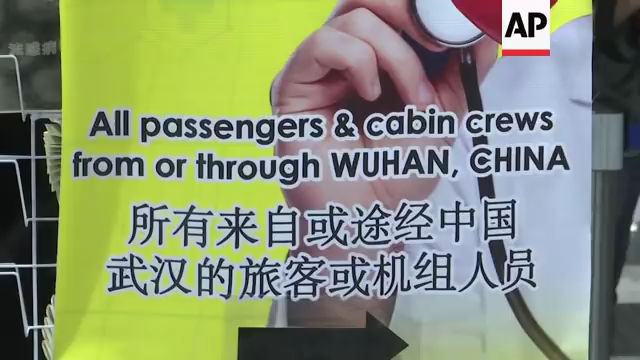 AP
All passengers & cabin crews
from or through WUHAN, CHINA
所有来自或途经中国
武汉的旅客或机组人员